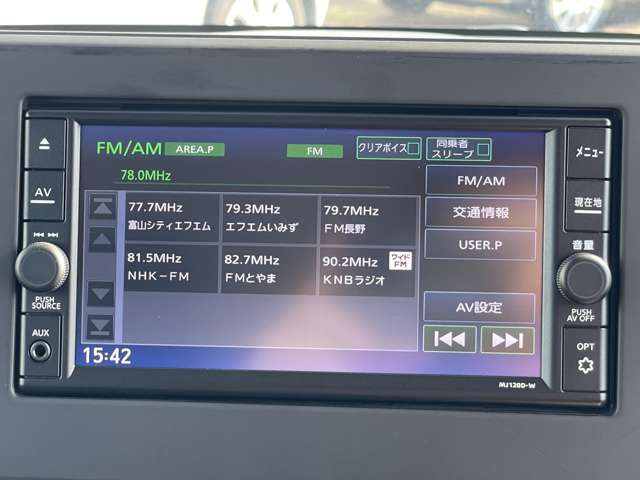 FM/AM AREA.P FM クリアボイス 同乗者スリープ
78.0MHz
77.7MHz 79.3MHz 79.7MHz
富山シティエフエム エフエムいみず FM長野
81.5MHz 82.7MHz 90.2MHz ワイドFM
NHK-FM FMとやま KNBラジオ
15:42
FM/AM
交通情報
USER.P
AV設定
AV
PUSH
SOURCE
AUX
メニュー
現在地
音量
PUSH
AV OFF
OPT
MJ120D-W